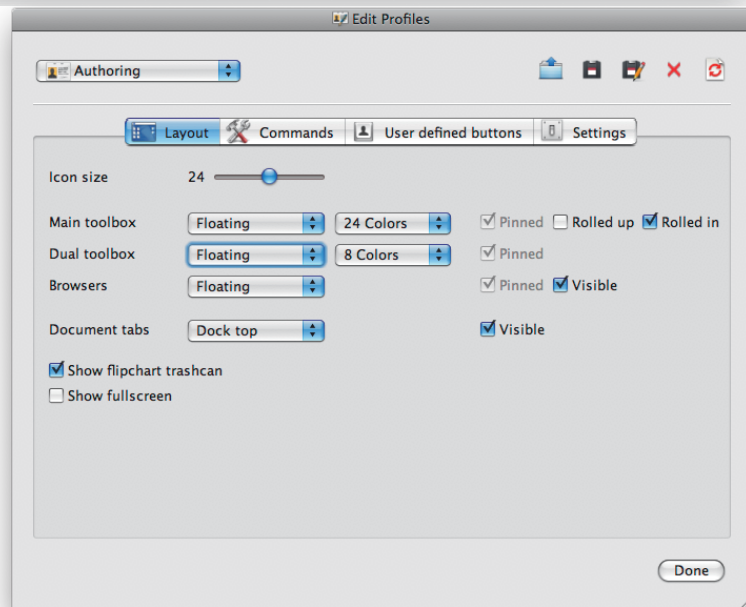 Edit Profiles
Authoring
Layout Commands User defined buttons Settings
Icon size 24
Main toolbox Floating 24 Colors Pinned Rolled up Rolled in
Dual toolbox Floating 8 Colors Pinned
Browsers Floating Pinned Visible
Document tabs Dock top Visible
Show flipchart trashcan
Show fullscreen
Done